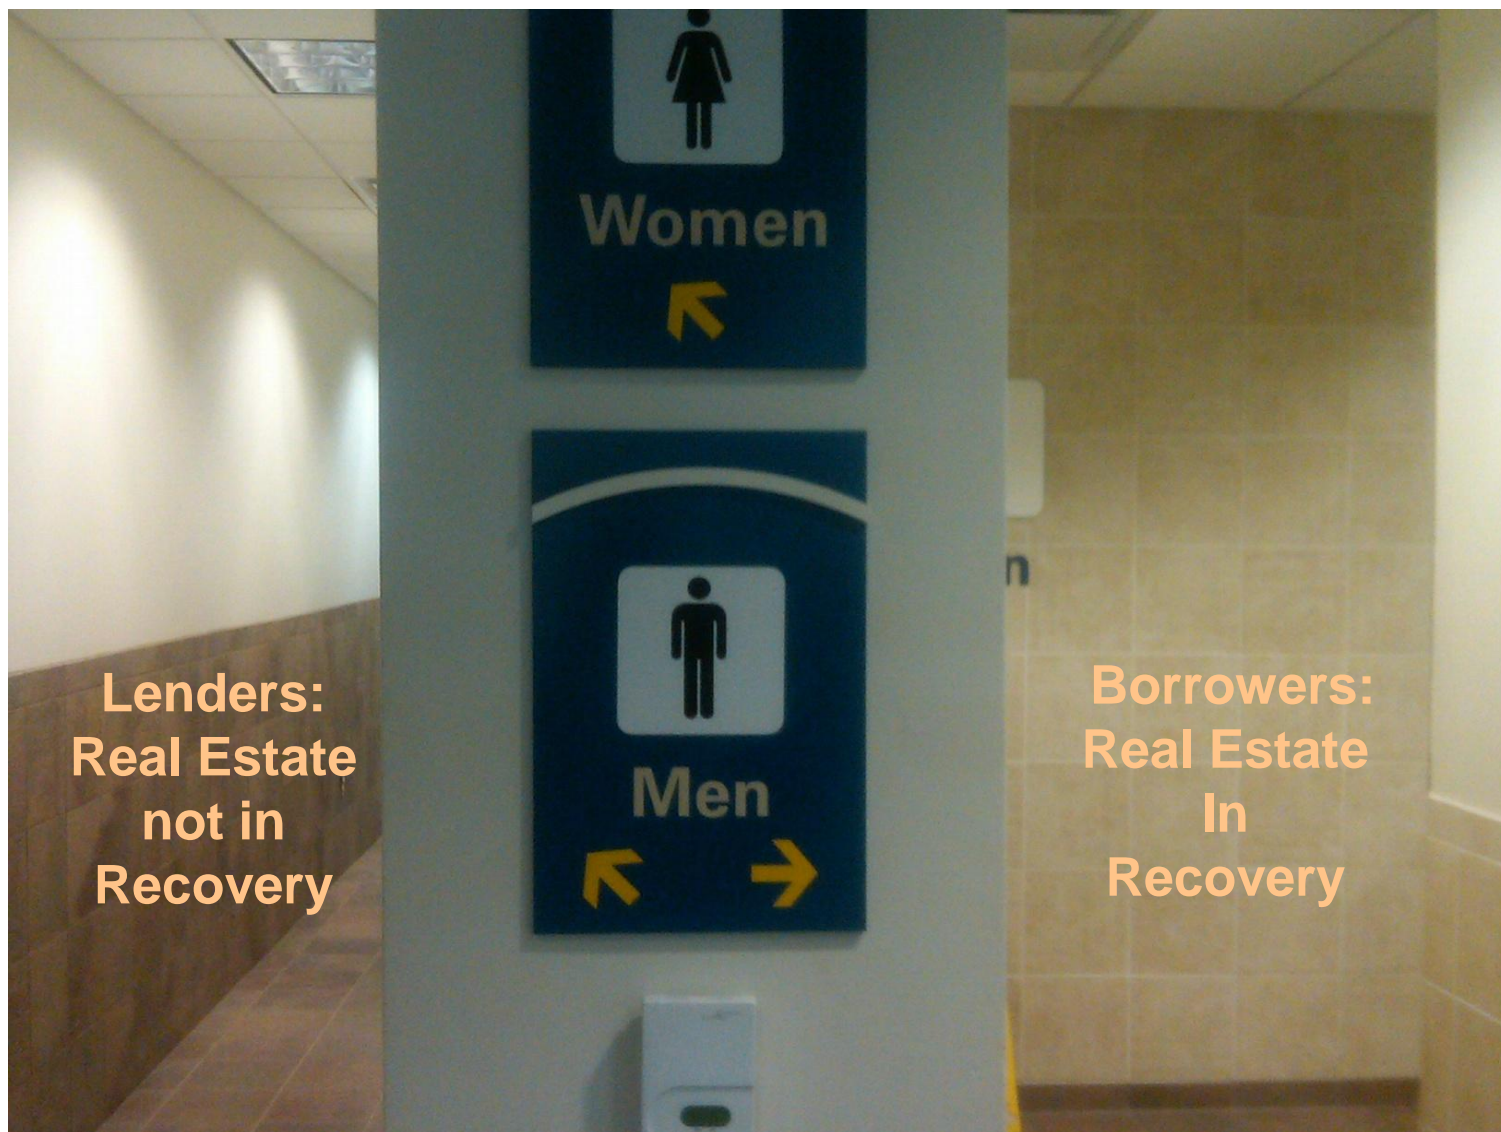 Women
Men
Lenders:
Real Estate
not in
Recovery
n
Borrowers:
Real Estate
In
Recovery